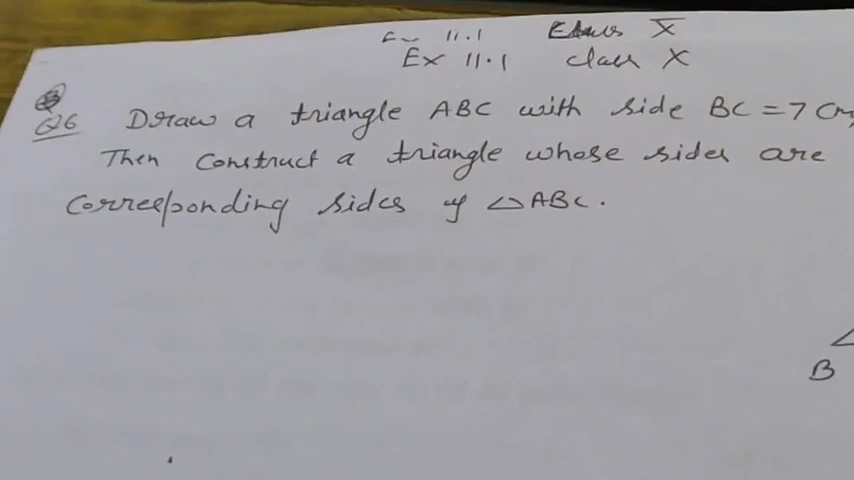 Ex 11.1 Class X
Ex 11.1 class X
Q6 Draw a triangle ABC with side BC = 7 cm,
Then construct a triangle whose sides are
corresponding sides of △ABC.
B